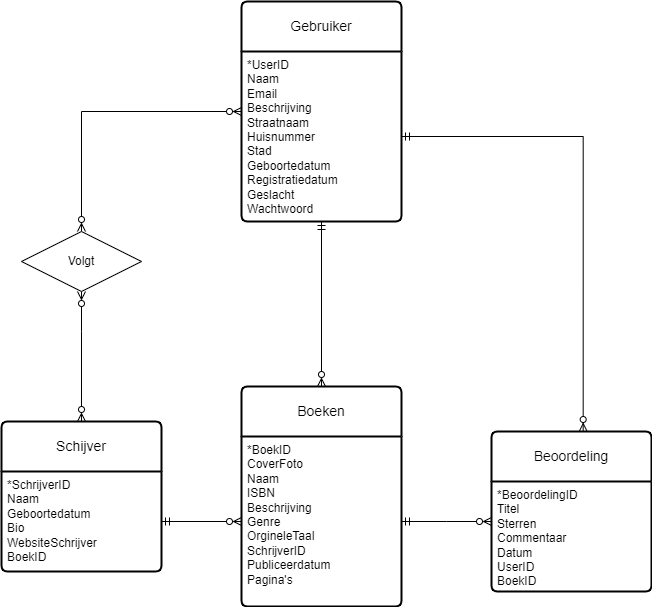 Gebruiker
*UserID
Naam
Email
Beschrijving
Straatnaam
Huisnummer
Stad
Geboortedatum
Registratiedatum
Geslacht
Wachtwoord
Volgt
Schijver
*SchrijverID
Naam
Geboortedatum
Bio
WebsiteSchrijver
BoekID
Boeken
*BoekID
CoverFoto
Naam
ISBN
Beschrijving
Genre
OrgineleTaal
SchrijverID
Publiceerdatum
Pagina's
Beoordeling
*BeoordelingID
Titel
Sterren
Commentaar
Datum
UserID
BoekID